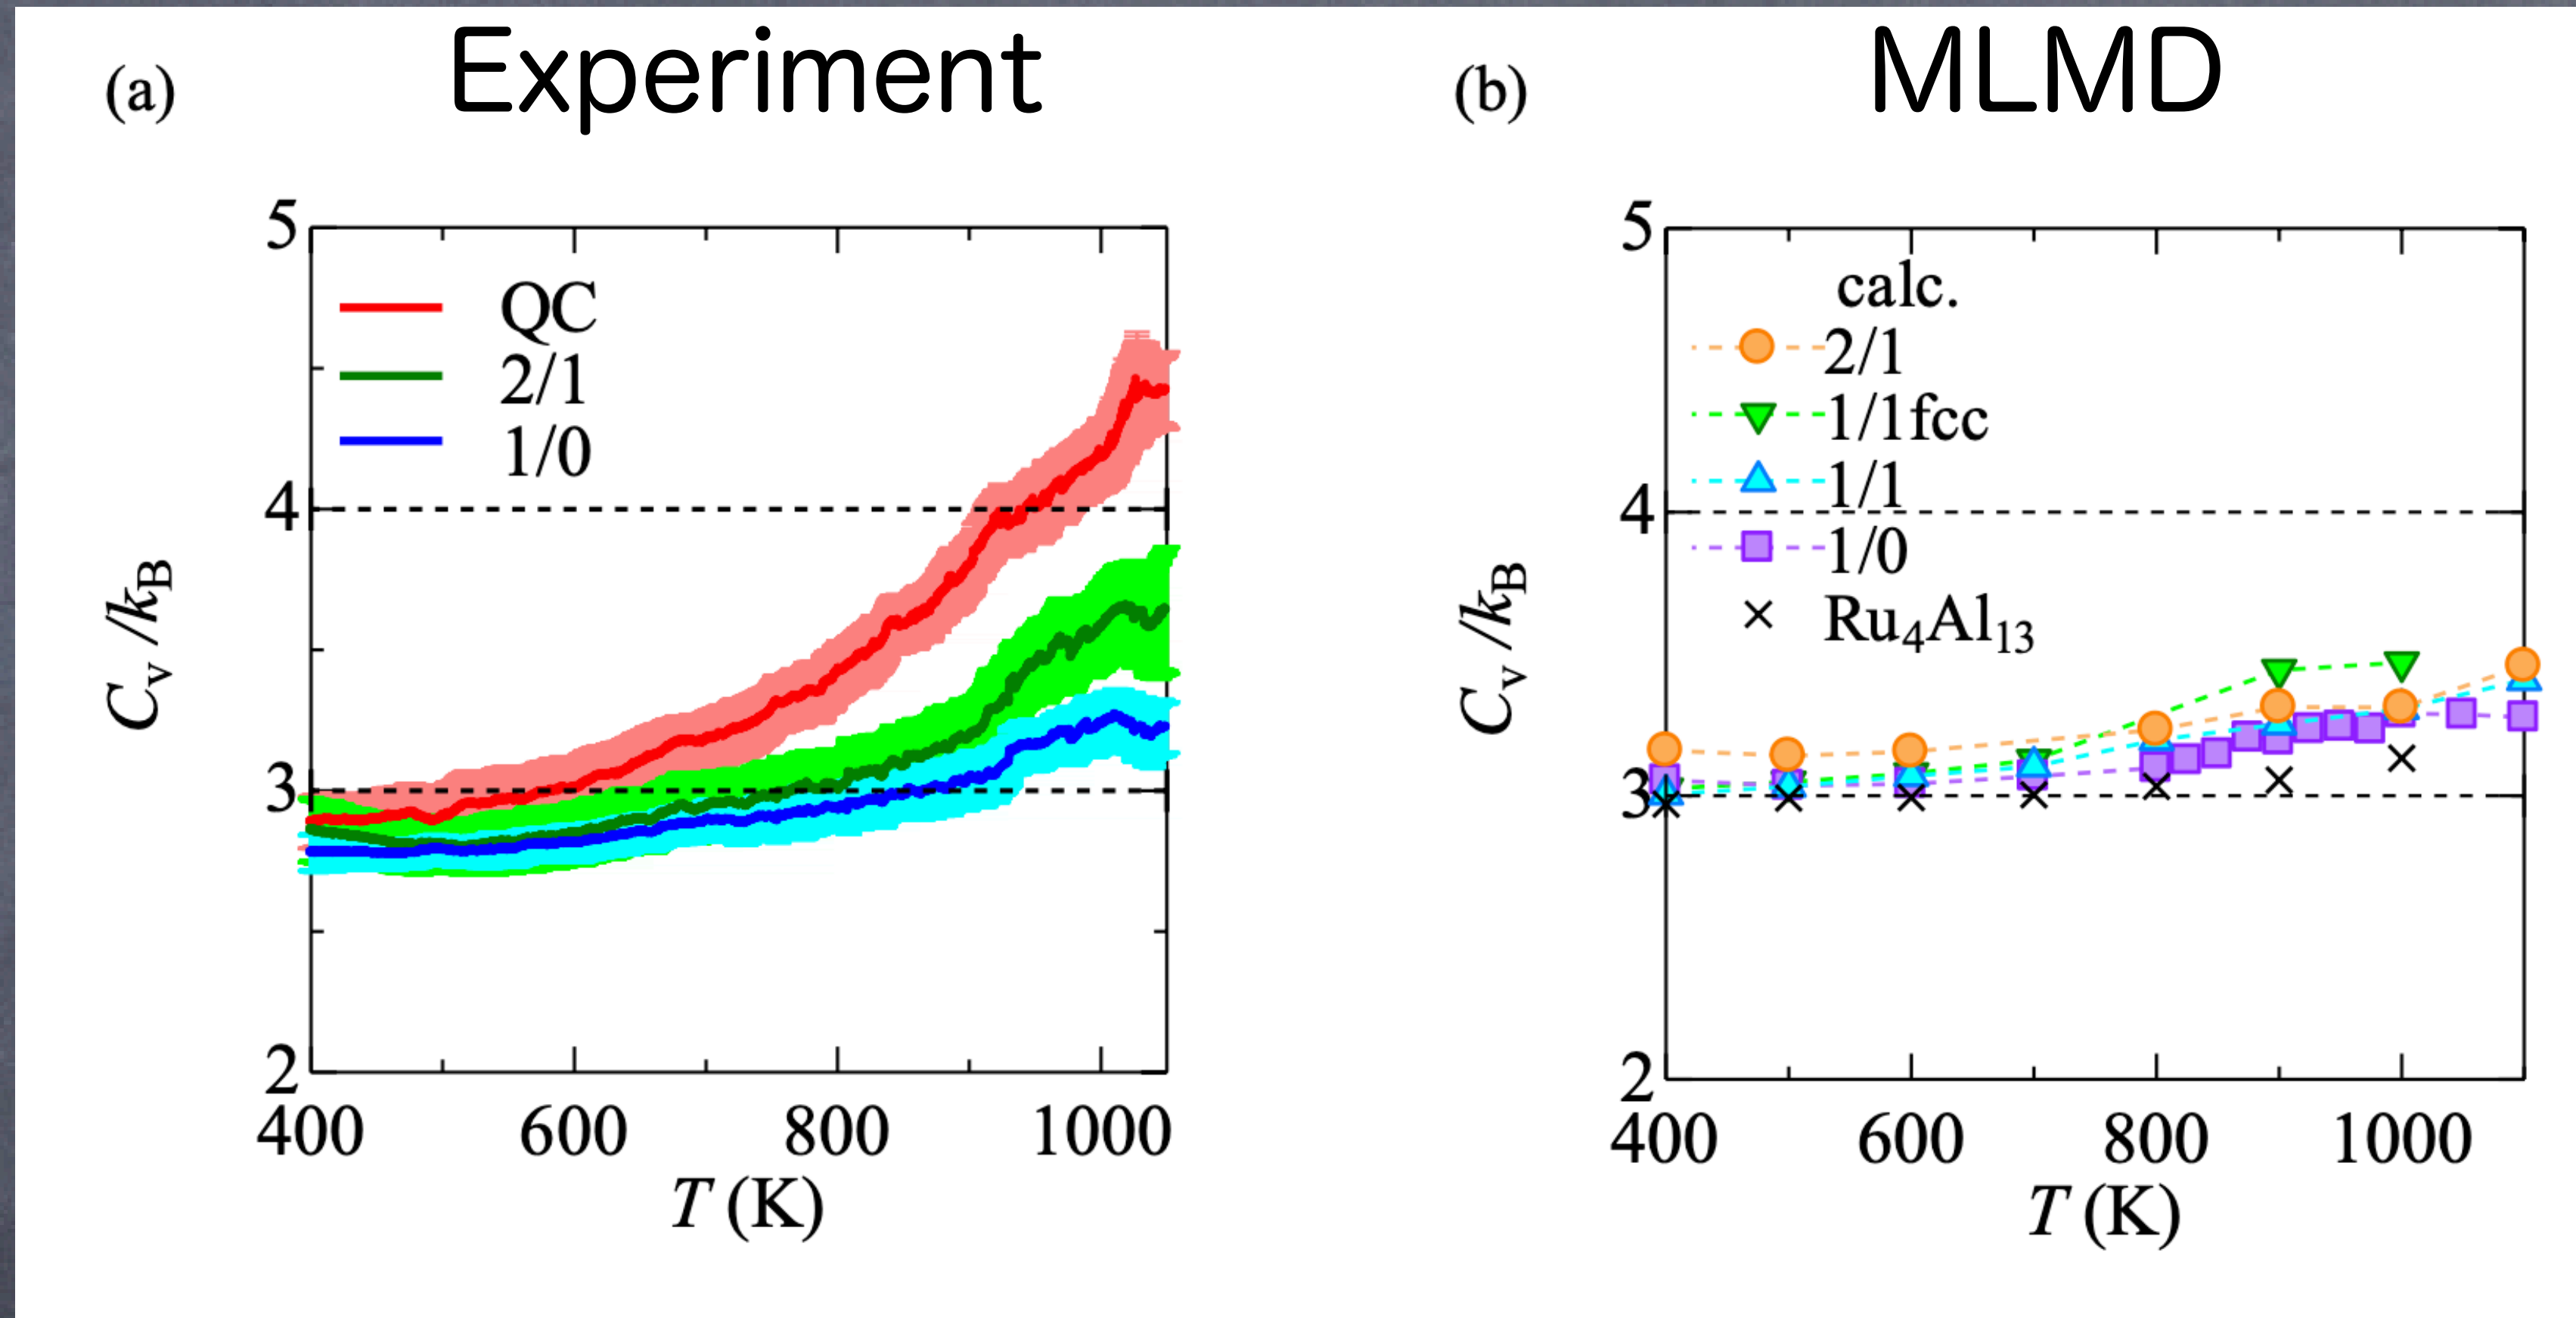 (a)
Experiment
5
4
3
2
QC
2/1
1/0
C_v /k_B
400 600 800 1000
T (K)
(b)
MLMD
5
4
3
2
calc.
2/1
1/1fcc
1/1
1/0
Ru₄Al₁₃
C_v /k_B
400 600 800 1000
T (K)